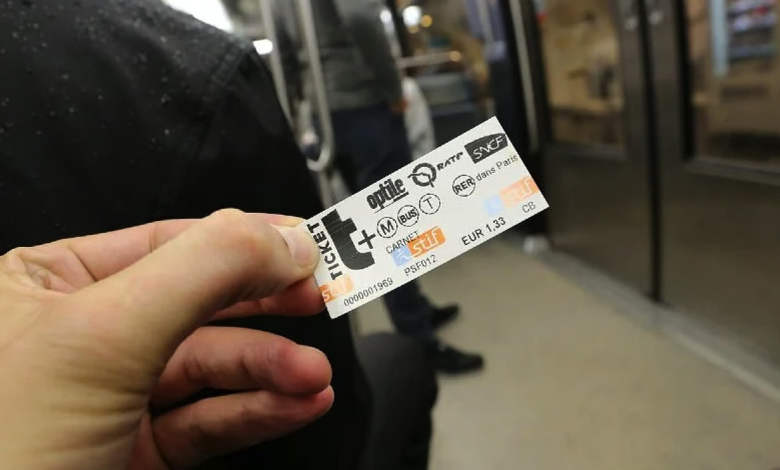 TICKET t+
optile RATP SNCF
M BUS T RER dans Paris
CARNET
stif
stif
stif
PSF012 EUR 1,33 CB
0000001969